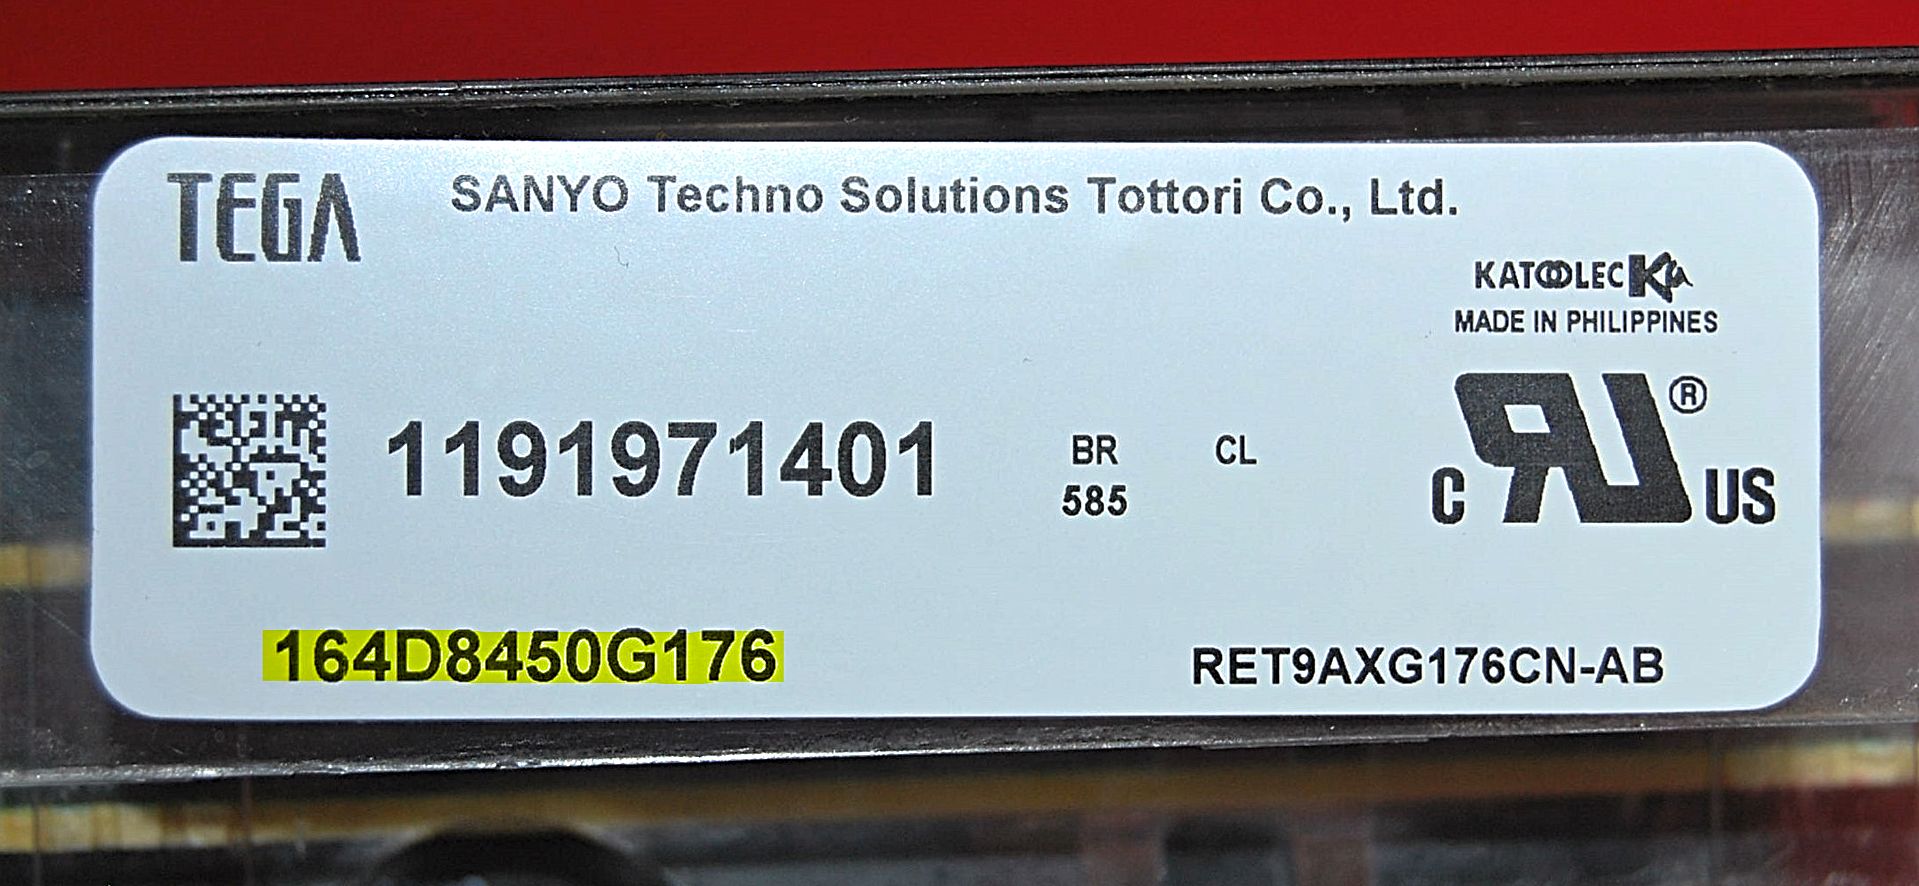 TEGA SANYO Techno Solutions Tottori Co., Ltd.
KATOOLEC
MADE IN PHILIPPINES
1191971401
BR
585
CL
C UR® US
164D8450G176
RET9AXG176CN-AB